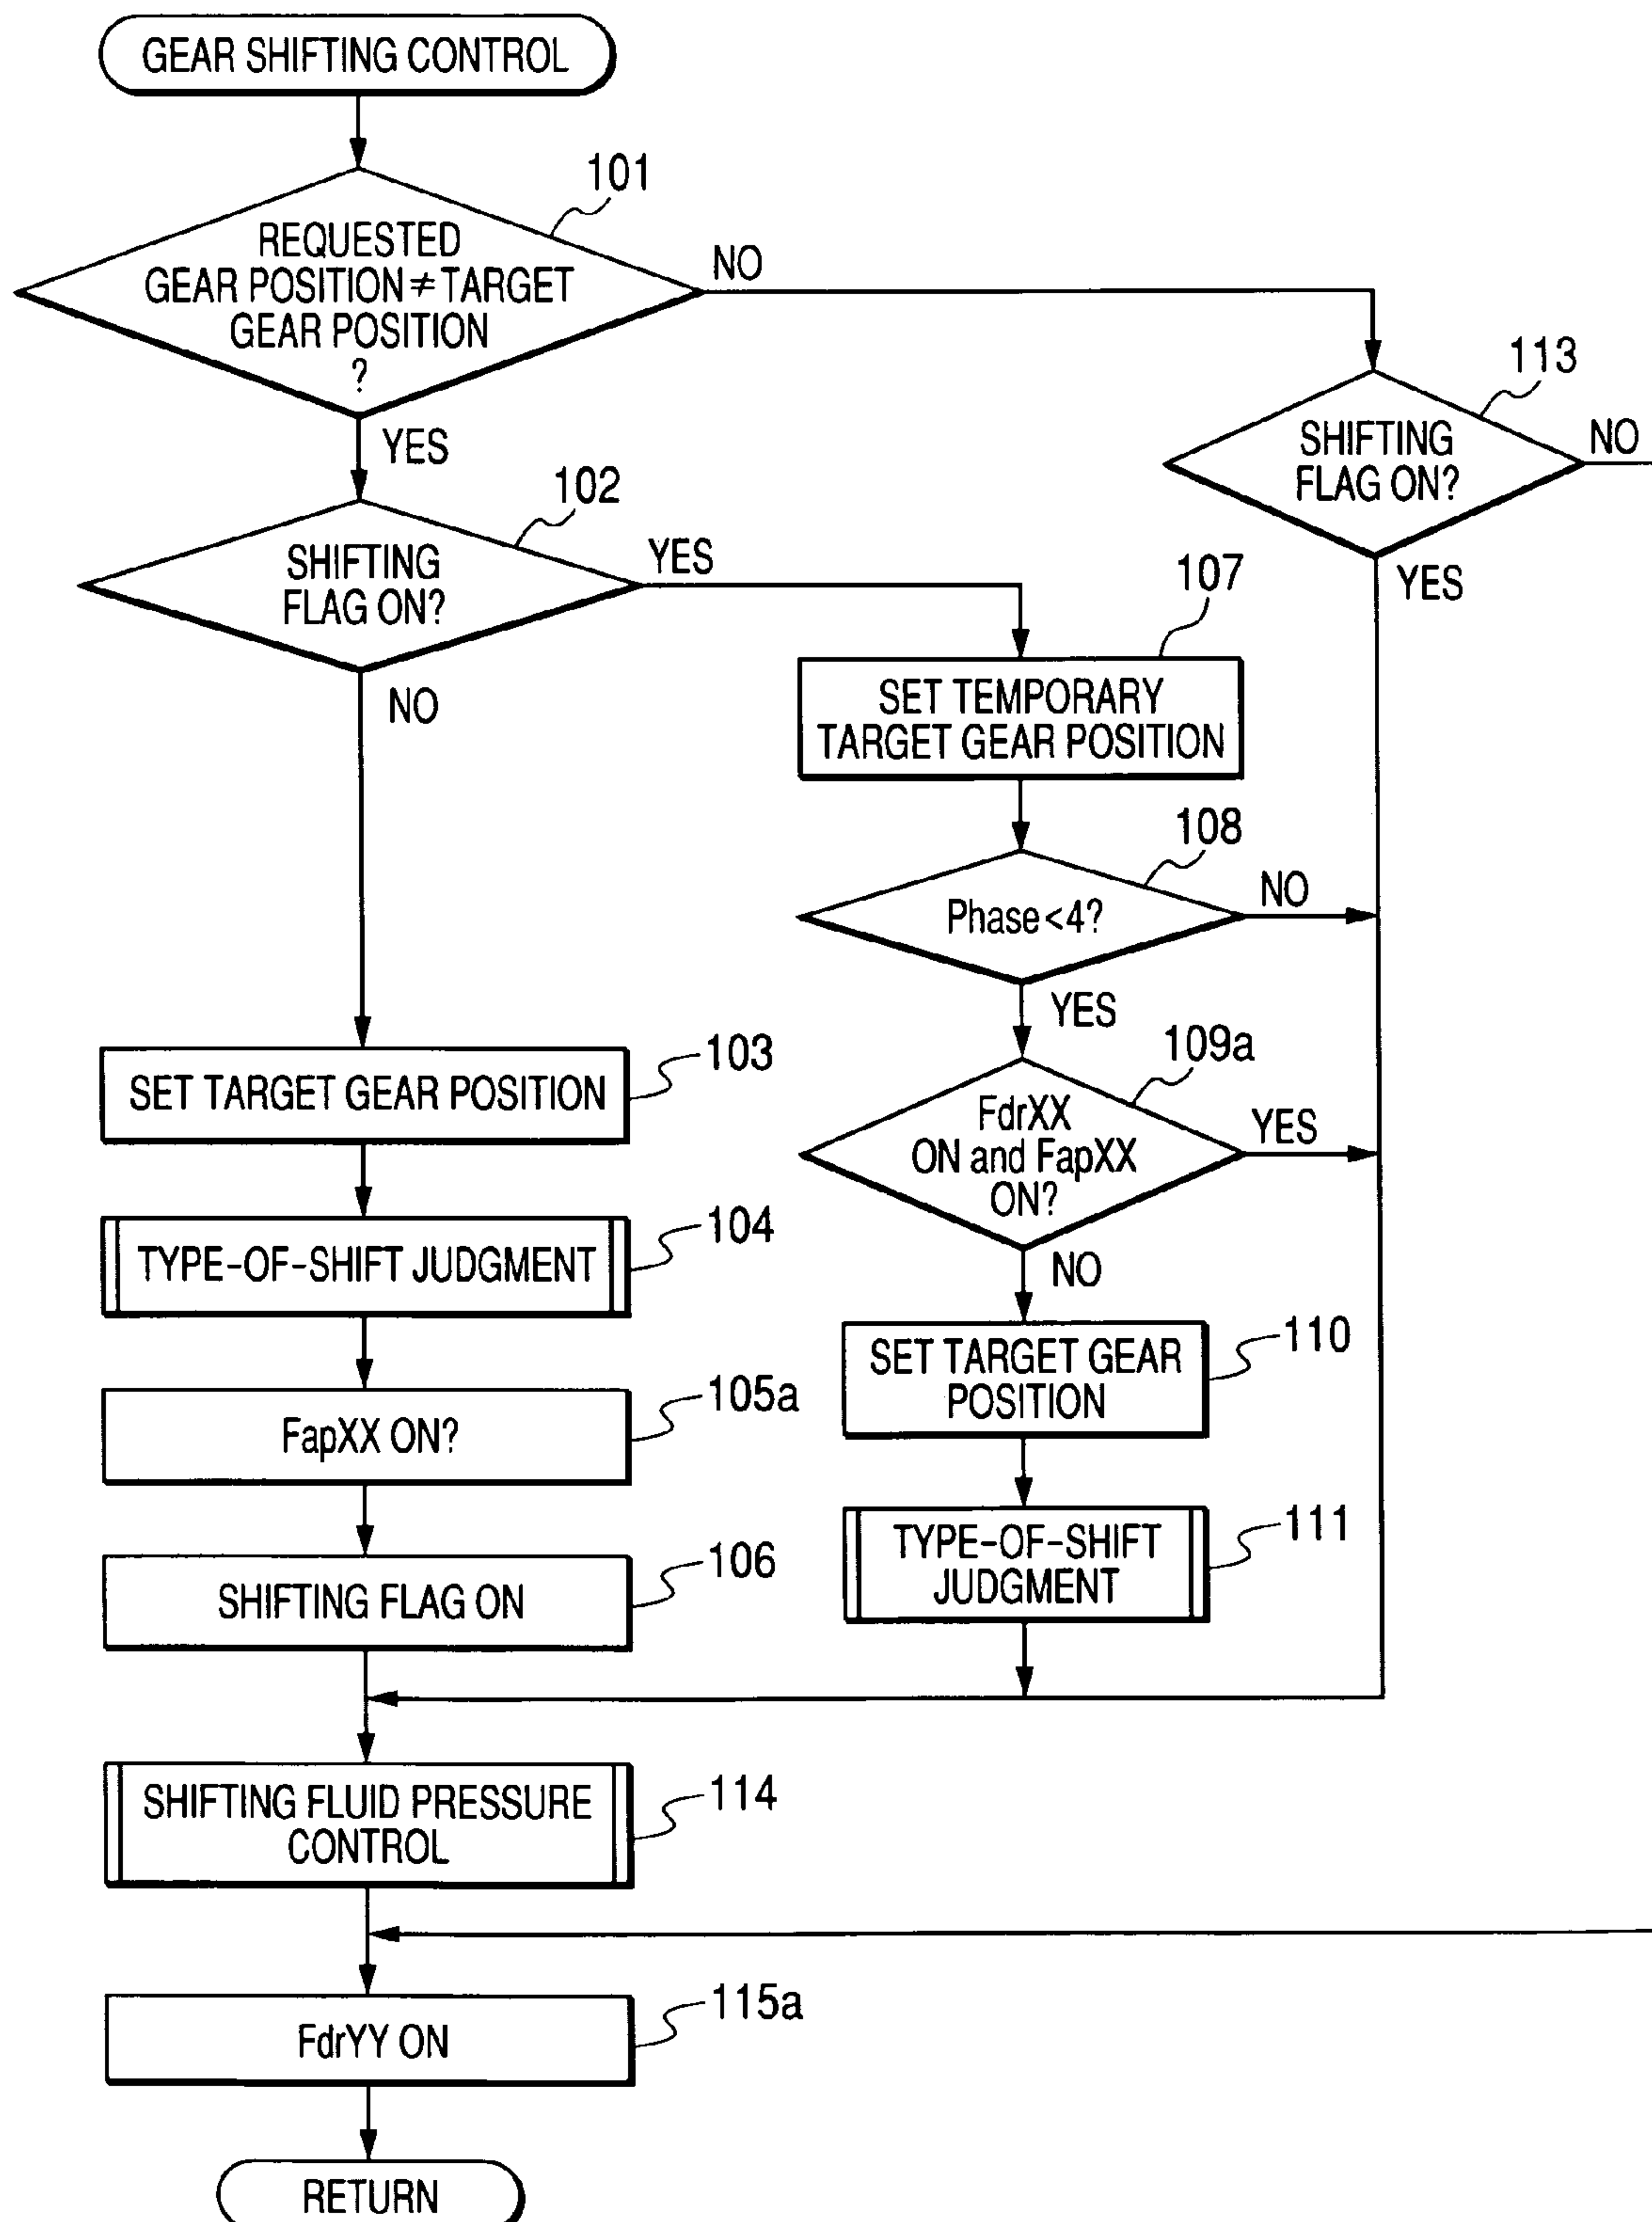 GEAR SHIFTING CONTROL
101
REQUESTED
GEAR POSITION≠TARGET
GEAR POSITION
?
NO
YES
113
SHIFTING
FLAG ON?
NO
YES
102
SHIFTING
FLAG ON?
YES
NO
107
SET TEMPORARY
TARGET GEAR POSITION
108
Phase<4?
NO
YES
109a
FdrXX
ON and FapXX
ON?
YES
NO
103
SET TARGET GEAR POSITION
104
TYPE-OF-SHIFT JUDGMENT
110
SET TARGET GEAR
POSITION
105a
FapXX ON?
111
TYPE-OF-SHIFT
JUDGMENT
106
SHIFTING FLAG ON
114
SHIFTING FLUID PRESSURE
CONTROL
115a
FdrYY ON
RETURN